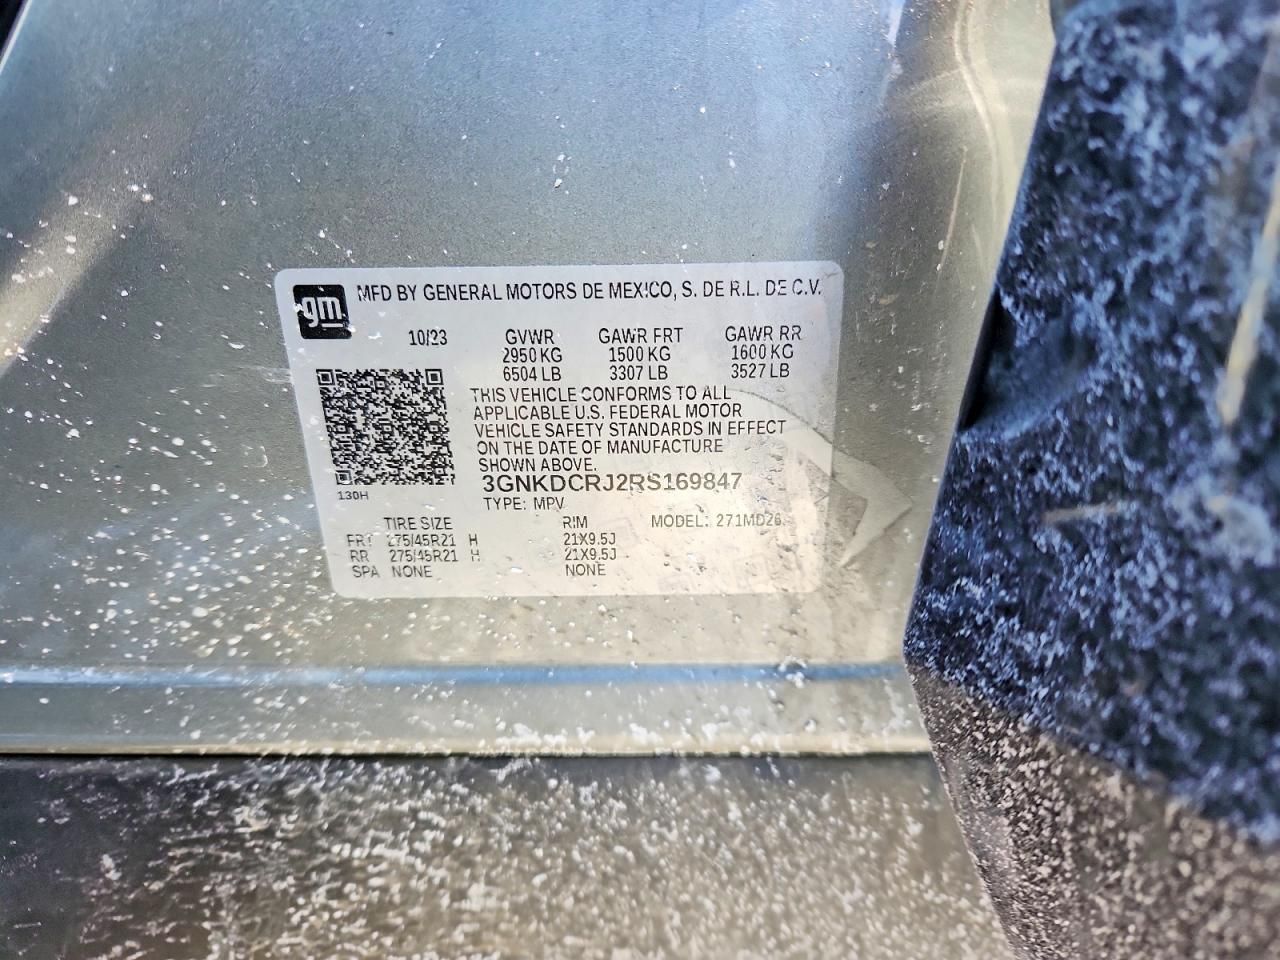 gm
MFD BY GENERAL MOTORS DE MEXICO, S. DE R.L. DE C.V.
10/23 GVWR GAWR FRT GAWR RR
2950 KG 1500 KG 1600 KG
6504 LB 3307 LB 3527 LB
THIS VEHICLE CONFORMS TO ALL
APPLICABLE U.S. FEDERAL MOTOR
VEHICLE SAFETY STANDARDS IN EFFECT
ON THE DATE OF MANUFACTURE
SHOWN ABOVE.
3GNKDCRJ2RS169847
130H
TYPE: MPV
TIRE SIZE RIM MODEL: 271MD26
FRT 275/45R21 H 21X9.5J
RR 275/45R21 H 21X9.5J
SPA NONE NONE